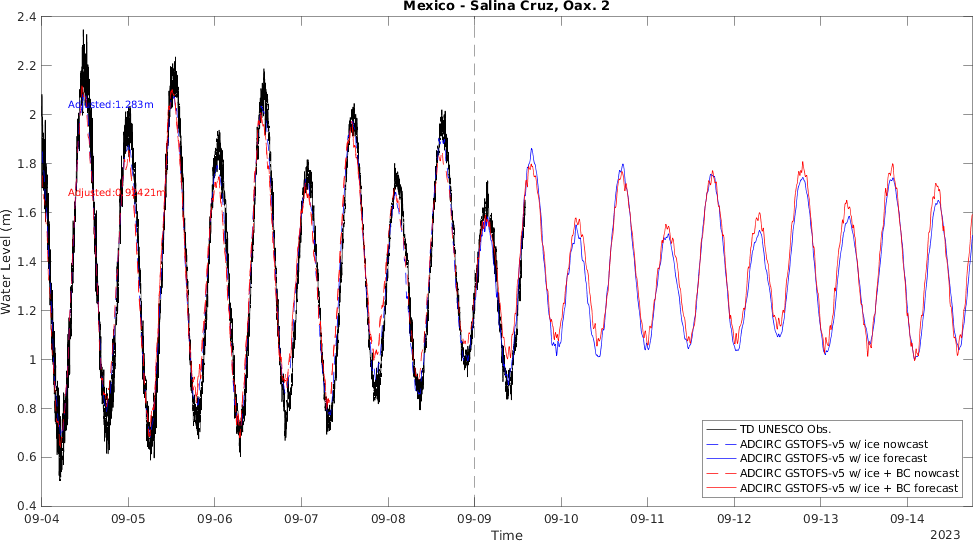 Mexico - Salina Cruz, Oax. 2
2.4
2.2
2
1.8
1.6
1.4
1.2
1
0.8
0.6
0.4
Water Level (m)
Adjusted:1.283m
TD UNESCO Obs.
ADCIRC GSTOFS-v5 w/ ice nowcast
ADCIRC GSTOFS-v5 w/ ice forecast
ADCIRC GSTOFS-v5 w/ ice + BC nowcast
ADCIRC GSTOFS-v5 w/ ice + BC forecast
09-04 09-05 09-06 09-07 09-08 09-09 09-10 09-11 09-12 09-13 09-14
Time
2023